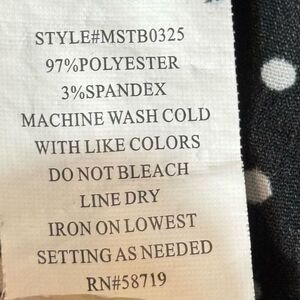 STYLE#MSTB0325
97%POLYESTER
3%SPANDEX
MACHINE WASH COLD
WITH LIKE COLORS
DO NOT BLEACH
LINE DRY
IRON ON LOWEST
SETTING AS NEEDED
RN#58719